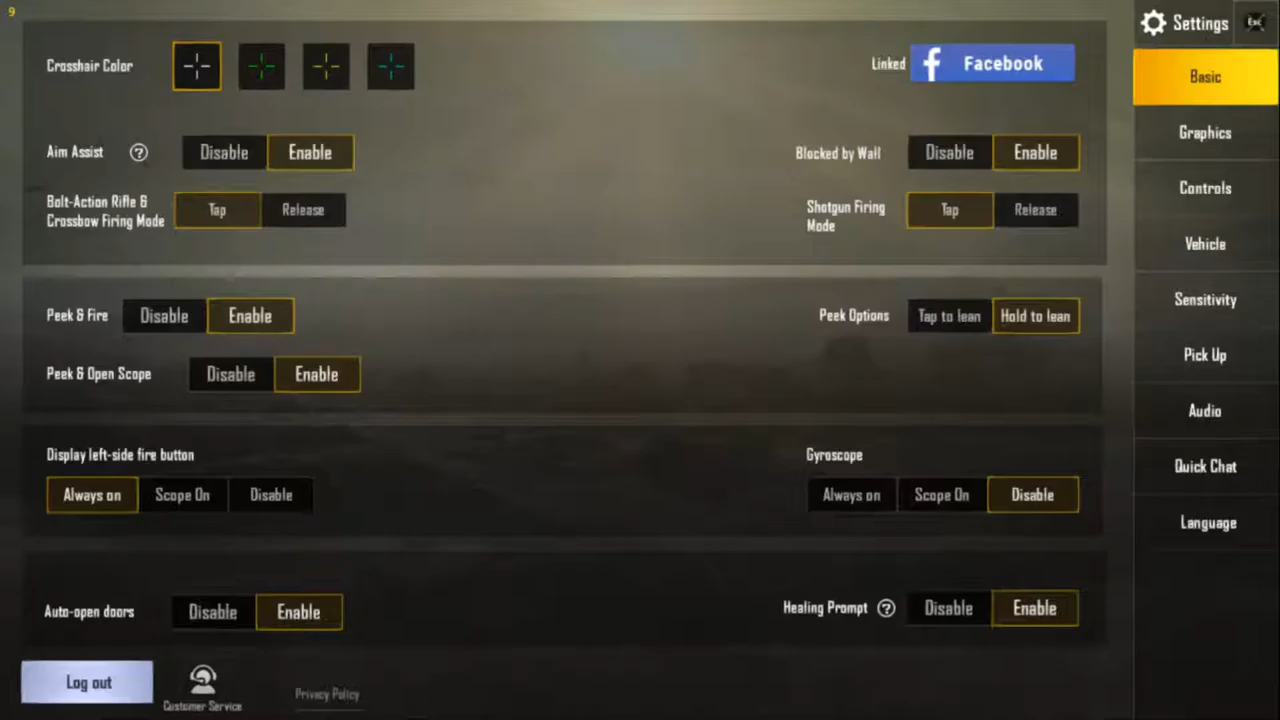 9
Settings
Esc
Crosshair Color
Linked
f Facebook
Basic
Graphics
Aim Assist ? Disable Enable
Blocked by Wall Disable Enable
Controls
Bolt-Action Rifle &
Crossbow Firing Mode
Tap Release
Shotgun Firing
Mode
Tap Release
Vehicle
Peek & Fire Disable Enable
Peek Options Tap to lean Hold to lean
Sensitivity
Peek & Open Scope Disable Enable
Pick Up
Audio
Display left-side fire button
Gyroscope
Quick Chat
Always on Scope On Disable
Always on Scope On Disable
Language
Auto-open doors Disable Enable
Healing Prompt ? Disable Enable
Log out
Customer Service
Privacy Policy